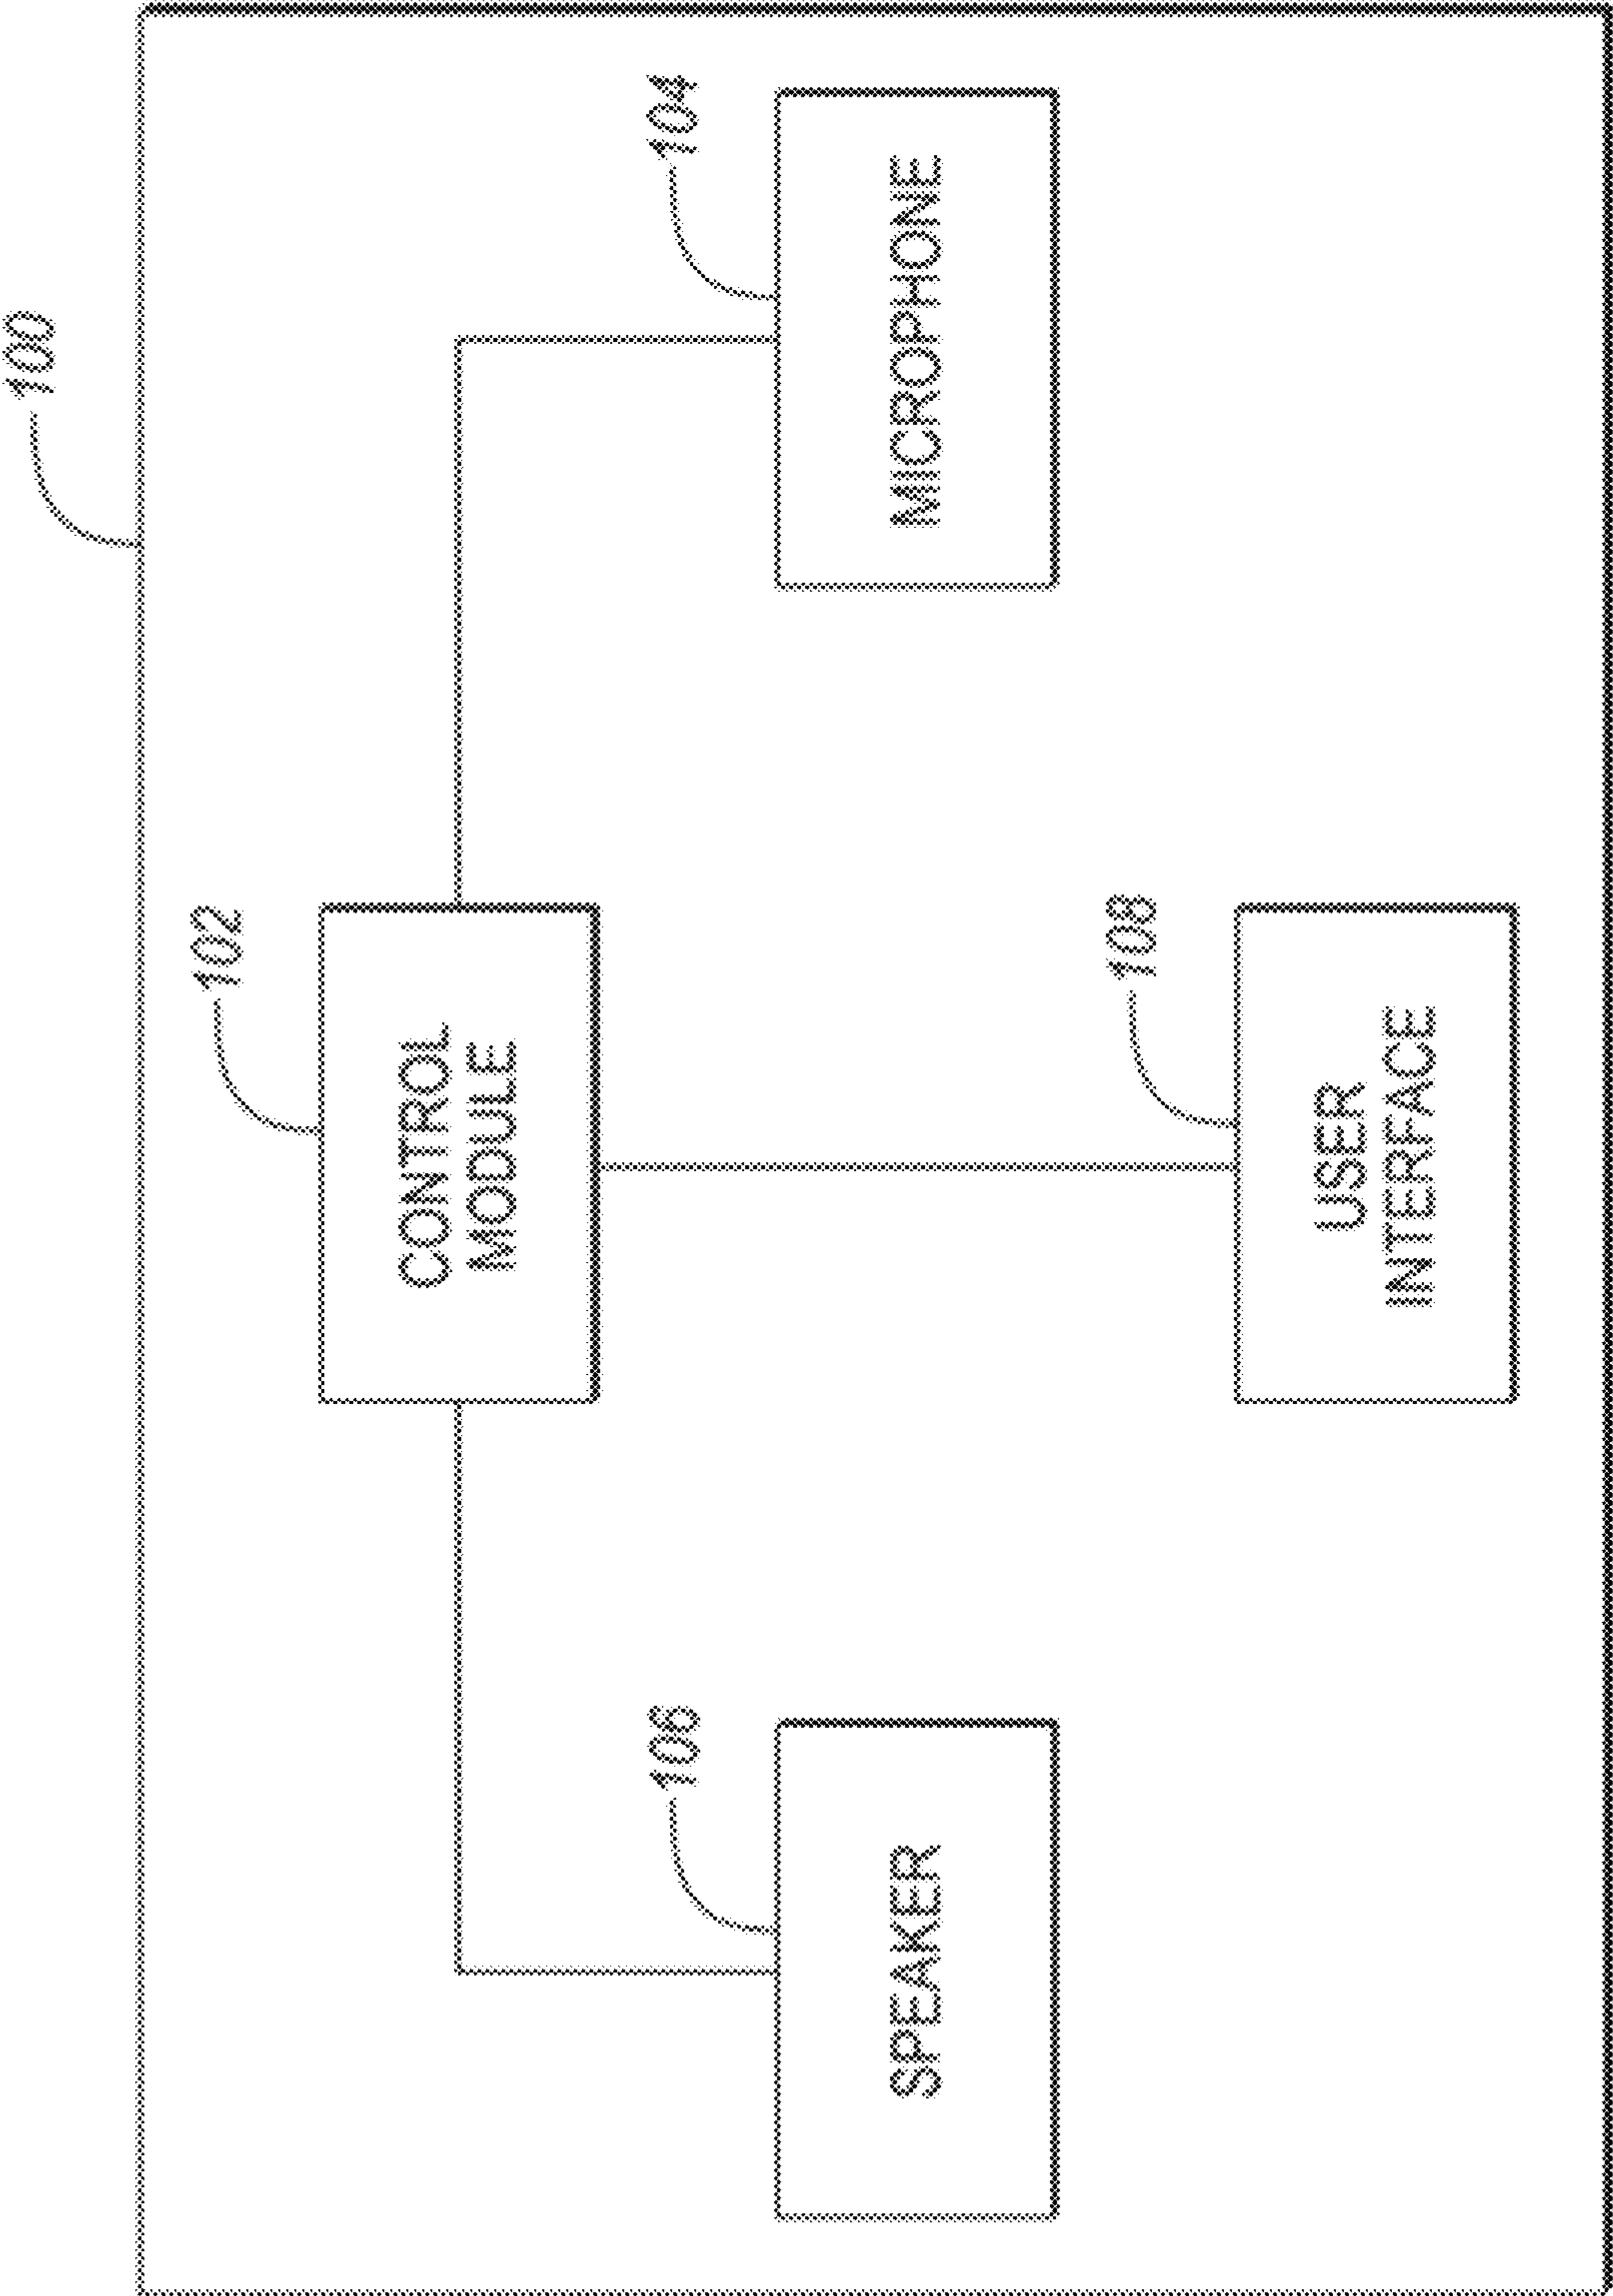 100
102
CONTROL
MODULE
106
SPEAKER
104
MICROPHONE
108
USER
INTERFACE